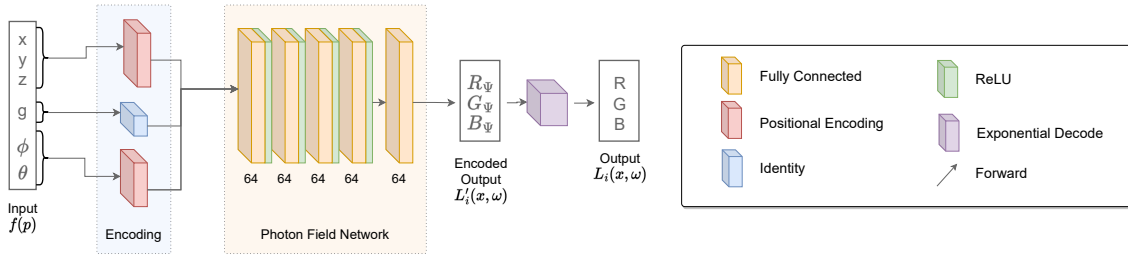 x
y
z
g
ϕ
θ
Input
f(p)
Encoding
64 64 64 64 64
Photon Field Network
R_Ψ
G_Ψ
B_Ψ
Encoded
Output
L'_i(x, ω)
R
G
B
Output
L_i(x, ω)
Fully Connected
Positional Encoding
Identity
ReLU
Exponential Decode
Forward